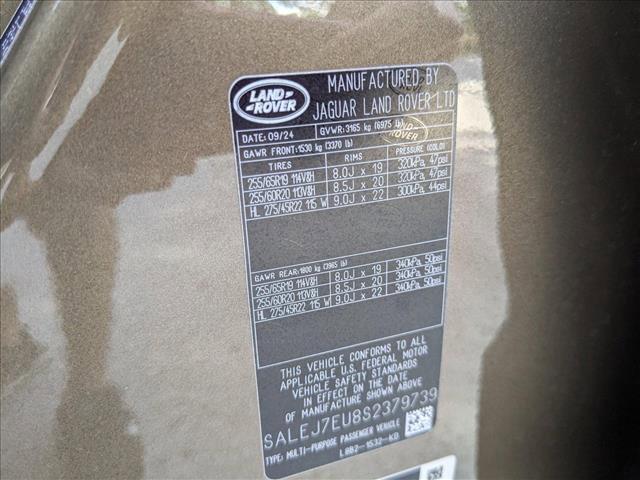 LAND ROVER
MANUFACTURED BY
JAGUAR LAND ROVER LTD
DATE: 09/24 GVWR: 3165 kg (6975 lb)
GAWR FRONT: 1530 kg (3370 lb)
TIRES RIMS PRESSURE (COLD)
255/65R19 114V&H 8.0J x 19 320kPa, 47psi
255/60R20 113V&H 8.5J x 20 320kPa, 47psi
HL 275/45R22 115 W 9.0J x 22 300kPa, 44psi
GAWR REAR: 1800 kg (3965 lb)
255/65R19 114V&H 8.0J x 19 340kPa, 50psi
255/60R20 113V&H 8.5J x 20 340kPa, 50psi
HL 275/45R22 115 W 9.0J x 22 340kPa, 50psi
THIS VEHICLE CONFORMS TO ALL
APPLICABLE U.S. FEDERAL MOTOR
VEHICLE SAFETY STANDARDS
IN EFFECT ON THE DATE
OF MANUFACTURE SHOWN ABOVE
SALEJ7EU8S2379739
TYPE: MULTI-PURPOSE PASSENGER VEHICLE L8B2-1532-KD